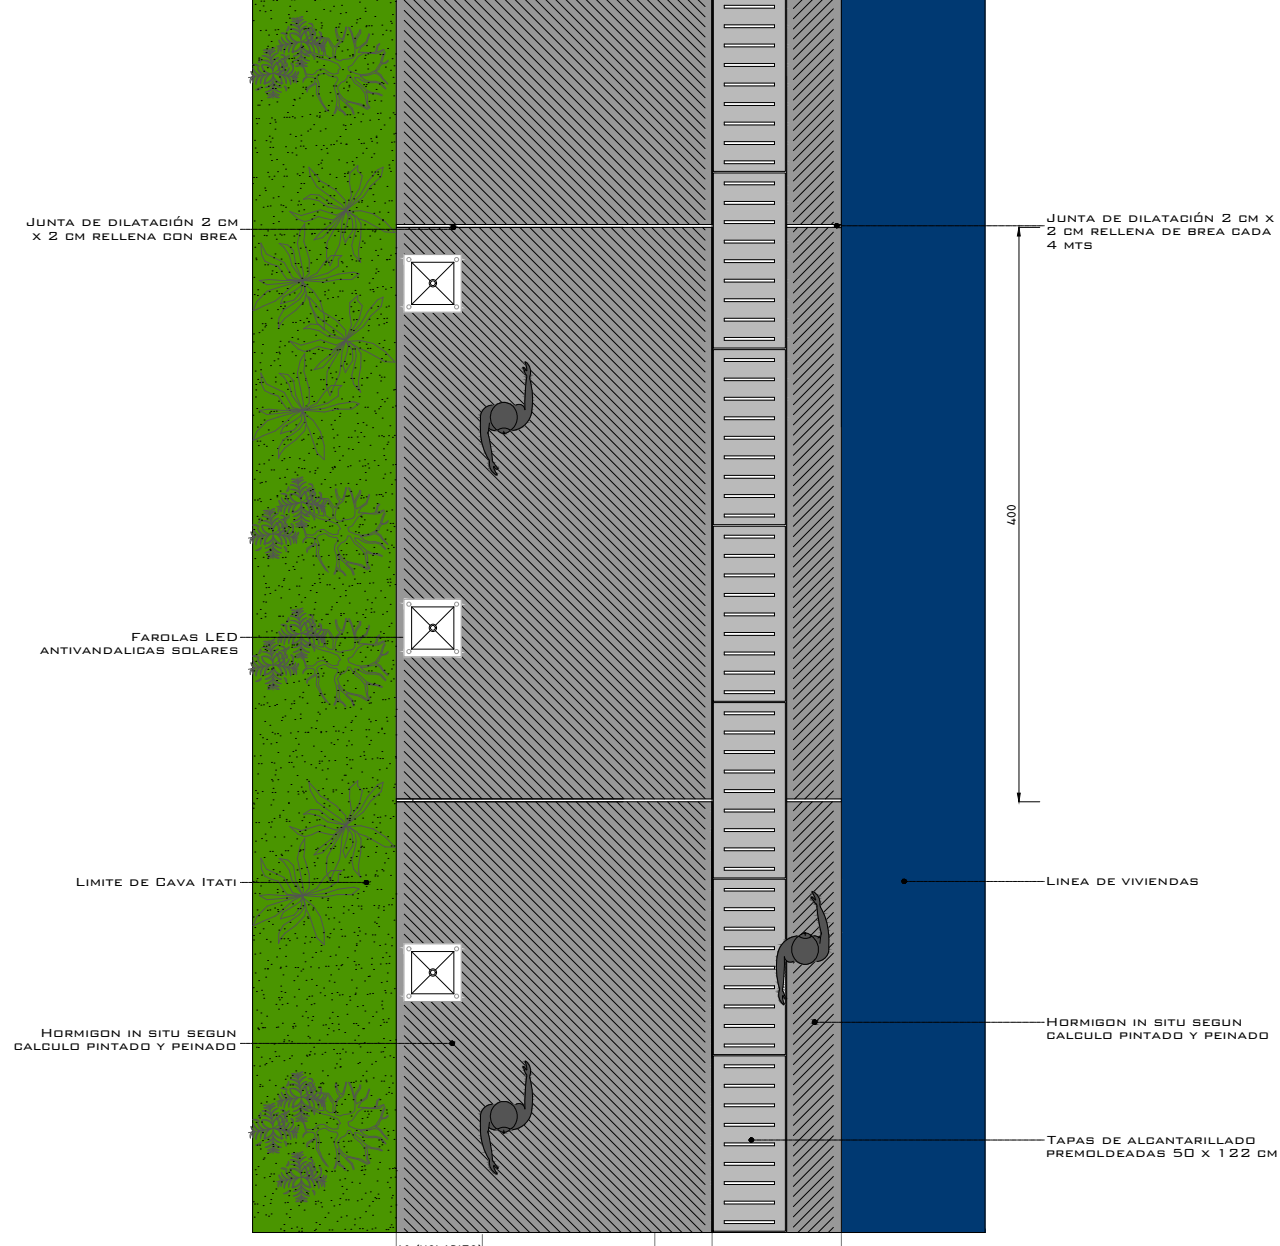 Junta de dilatación 2 cm
x 2 cm rellena con brea
Junta de dilatación 2 cm x
2 cm rellena de brea cada
4 mts
400
Farolas LED
antivandalicas solares
Limite de Cava Itati
Linea de viviendas
Hormigon in situ segun
calculo pintado y peinado
Hormigon in situ segun
calculo pintado y peinado
Tapas de alcantarillado
premoldeadas 50 x 122 cm